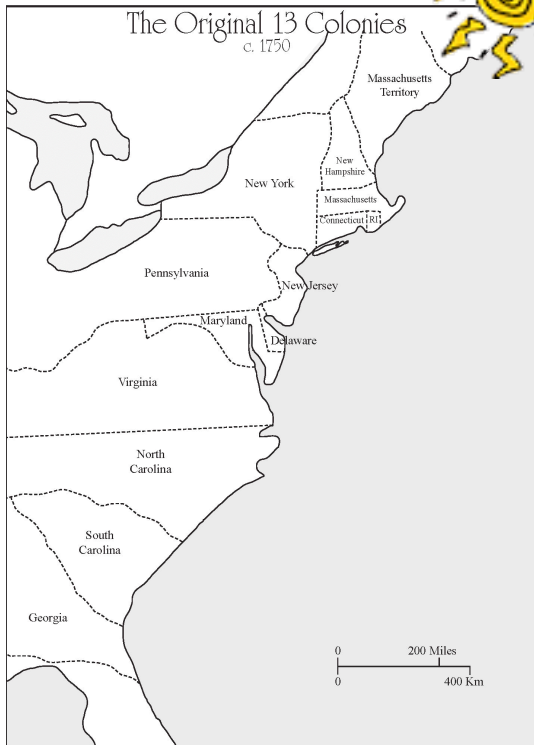 The Original 13 Colonies
c. 1750
Massachusetts
Territory
New
Hampshire
New York
Massachusetts
Connecticut
RI
Pennsylvania
New Jersey
Maryland
Delaware
Virginia
North
Carolina
South
Carolina
Georgia
0
200 Miles
0
400 Km